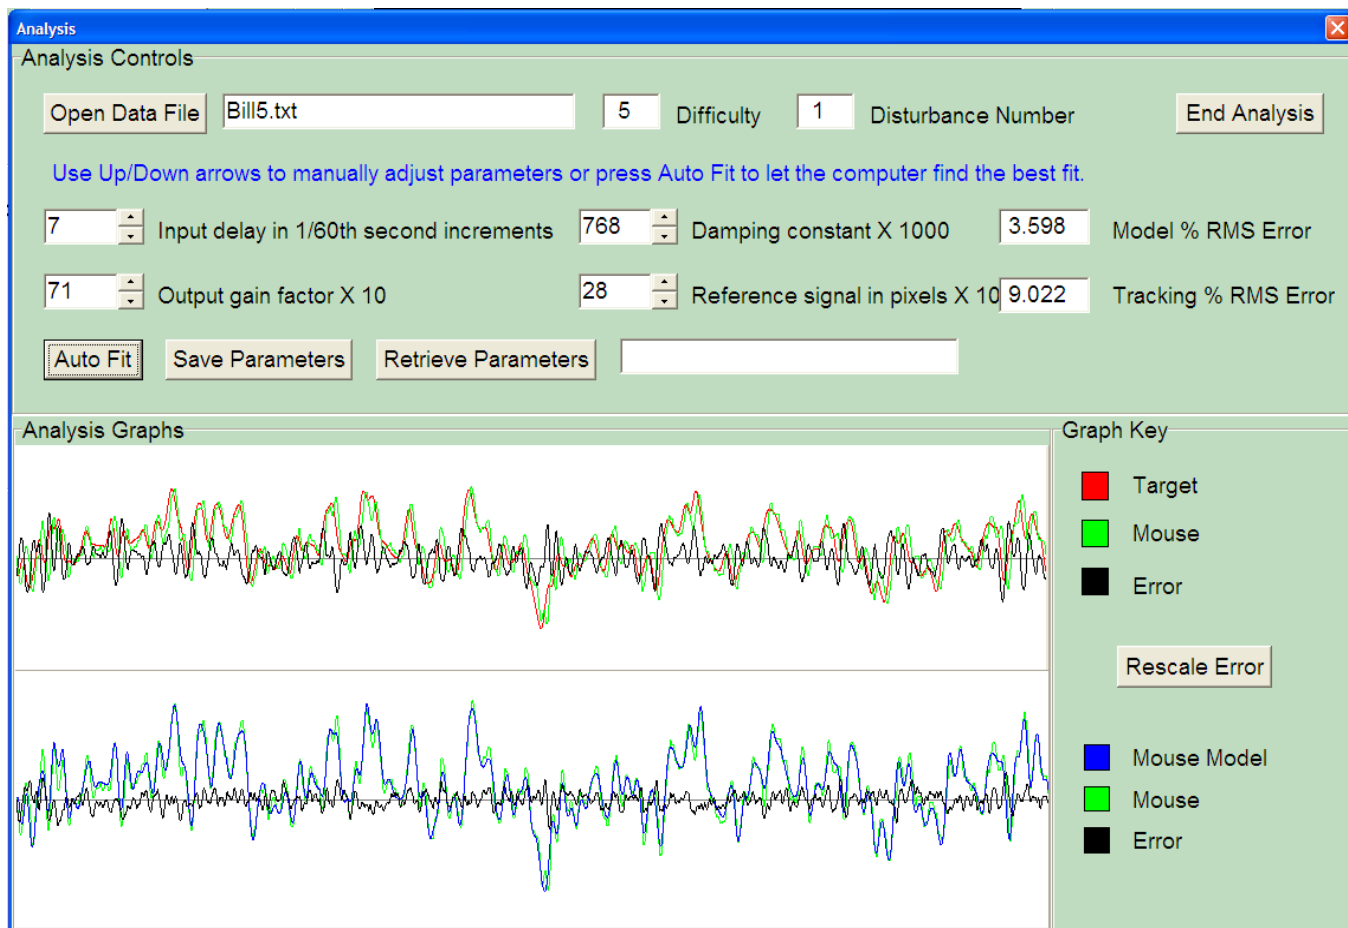 Analysis
Analysis Controls
Open Data File Bill5.txt 5 Difficulty 1 Disturbance Number End Analysis
Use Up/Down arrows to manually adjust parameters or press Auto Fit to let the computer find the best fit.
7 Input delay in 1/60th second increments 768 Damping constant X 1000 3.598 Model % RMS Error
71 Output gain factor X 10 28 Reference signal in pixels X 10 9.022 Tracking % RMS Error
Auto Fit Save Parameters Retrieve Parameters
Analysis Graphs
Graph Key
Target
Mouse
Error
Rescale Error
Mouse Model
Mouse
Error